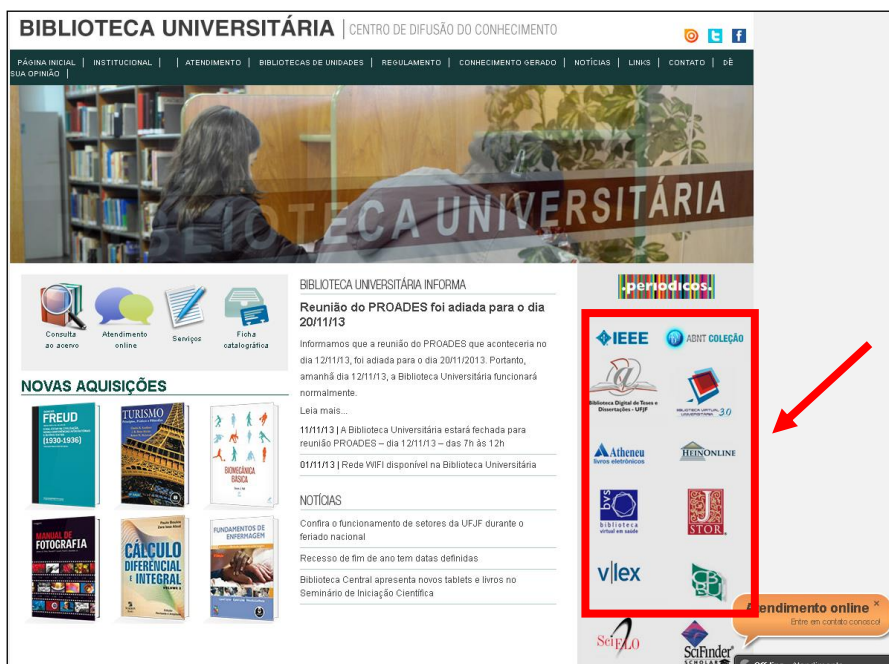 BIBLIOTECA UNIVERSITÁRIA | CENTRO DE DIFUSÃO DO CONHECIMENTO
PÁGINA INICIAL | INSTITUCIONAL | | ATENDIMENTO | BIBLIOTECAS DE UNIDADES | REGULAMENTO | CONHECIMENTO GERADO | NOTÍCIAS | LINKS | CONTATO | DÊ
SUA OPINIÃO |
BIBLIOTECA UNIVERSITÁRIA
Consulta
ao acervo
Atendimento
online
Serviços
Ficha
catalográfica
NOVAS AQUISIÇÕES
FREUD
(1930-1936)
TURISMO
BIOMECÂNICA
BÁSICA
MANUAL DE
FOTOGRAFIA
CÁLCULO
DIFERENCIAL
E INTEGRAL
VOLUME 2
FUNDAMENTOS DE
ENFERMAGEM
BIBLIOTECA UNIVERSITÁRIA INFORMA
Reunião do PROADES foi adiada para o dia
20/11/13
Informamos que a reunião do PROADES que aconteceria no
dia 12/11/13, foi adiada para o dia 20/11/2013. Portanto,
amanhã dia 12/11/13, a Biblioteca Universitária funcionará
normalmente.
Leia mais...
11/11/13 | A Biblioteca Universitária estará fechada para
reunião PROADES – dia 12/11/13 – das 7h às 12h
01/11/13 | Rede WIFI disponível na Biblioteca Universitária
NOTÍCIAS
Confira o funcionamento de setores da UFJF durante o
feriado nacional
Recesso de fim de ano tem datas definidas
Biblioteca Central apresenta novos tablets e livros no
Seminário de Iniciação Científica
.periodicos.
IEEE
ABNT COLEÇÃO
Biblioteca Digital de Teses e
Dissertações - UFJF
BIBLIOTECA VIRTUAL
UNIVERSITÁRIA 3.0
Atheneu
livros eletrônicos
HEINONLINE
bvs
biblioteca
virtual em saúde
JSTOR
v|lex
Atendimento online ×
Entre em contato conosco!
SciELO
SciFinder
SCHOLAR